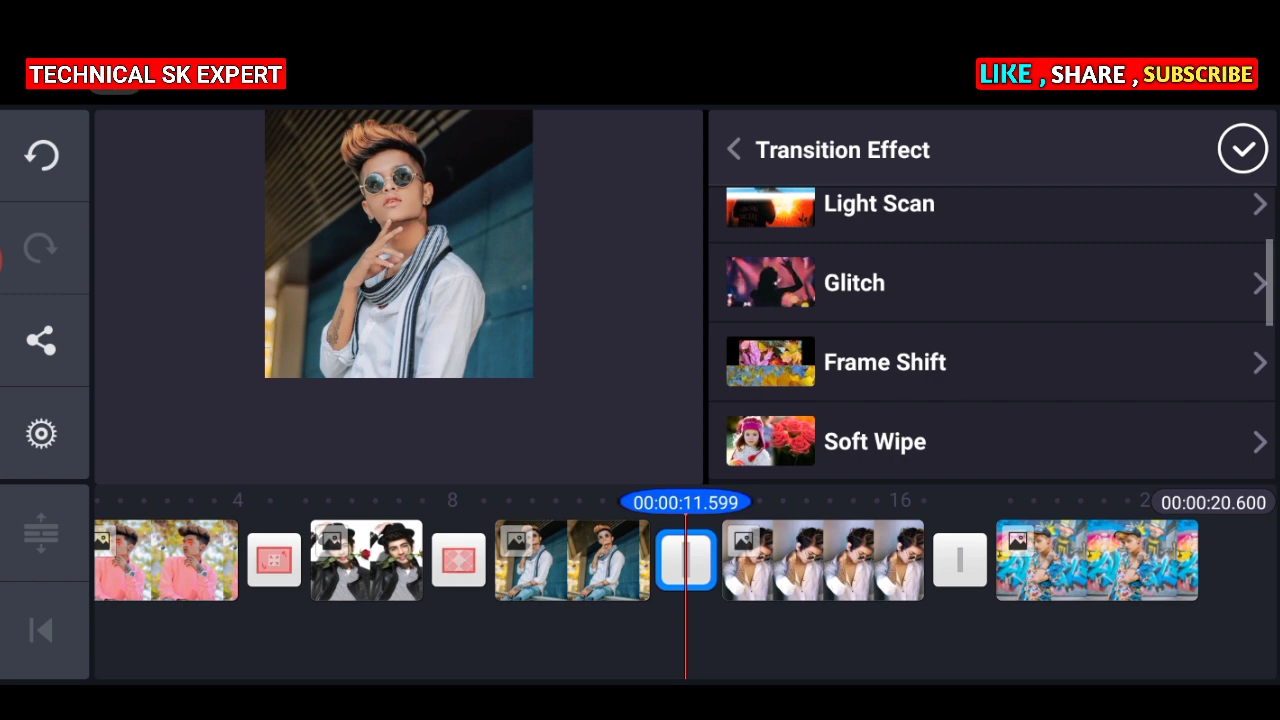 TECHNICAL SK EXPERT
LIKE , SHARE , SUBSCRIBE
Transition Effect
Light Scan
Glitch
Frame Shift
Soft Wipe
4
8
00:00:11.599
16
2
00:00:20.600